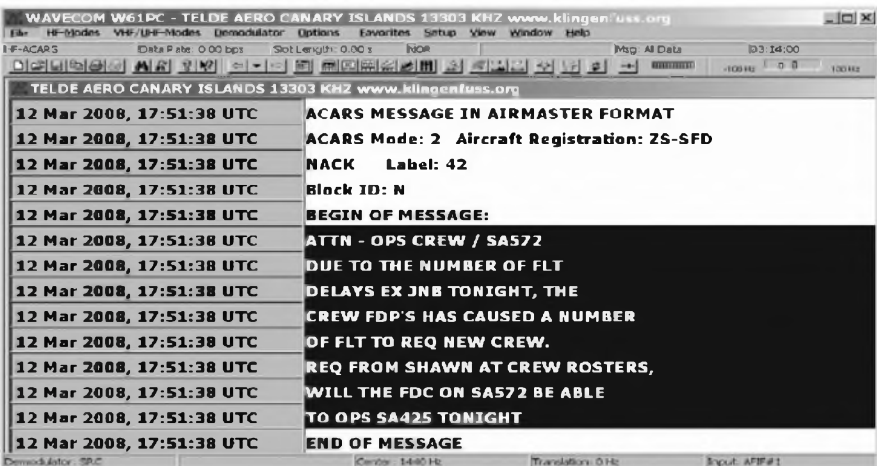 WAVECOM W61PC - TELDE AERO CANARY ISLANDS 13303 KHZ www.klingenfuss.org
File HF-Modes VHF/UHF-Modes Demodulator Options Favorites Setup View Window Help
HF-ACARS Data Rate: 0.00 bps Slot Length: 0.00 s NOR Msg: All Data 03:14:00
-100 Hz 0 100 Hz
TELDE AERO CANARY ISLANDS 13303 KHZ www.klingenfuss.org
12 Mar 2008, 17:51:38 UTC ACARS MESSAGE IN AIRMASTER FORMAT
12 Mar 2008, 17:51:38 UTC ACARS Mode: 2 Aircraft Registration: ZS-SFD
12 Mar 2008, 17:51:38 UTC NACK Label: 42
12 Mar 2008, 17:51:38 UTC Block ID: N
12 Mar 2008, 17:51:38 UTC BEGIN OF MESSAGE:
12 Mar 2008, 17:51:38 UTC ATTN - OPS CREW / SA572
12 Mar 2008, 17:51:38 UTC DUE TO THE NUMBER OF FLT
12 Mar 2008, 17:51:38 UTC DELAYS EX JNB TONIGHT, THE
12 Mar 2008, 17:51:38 UTC CREW FDP'S HAS CAUSED A NUMBER
12 Mar 2008, 17:51:38 UTC OF FLT TO REQ NEW CREW.
12 Mar 2008, 17:51:38 UTC REQ FROM SHAWN AT CREW ROSTERS,
12 Mar 2008, 17:51:38 UTC WILL THE FDC ON SA572 BE ABLE
12 Mar 2008, 17:51:38 UTC TO OPS SA425 TONIGHT
12 Mar 2008, 17:51:38 UTC END OF MESSAGE
Demodulator: SRC Center: 1440 Hz Translation: 0 Hz Input: AFIF#1